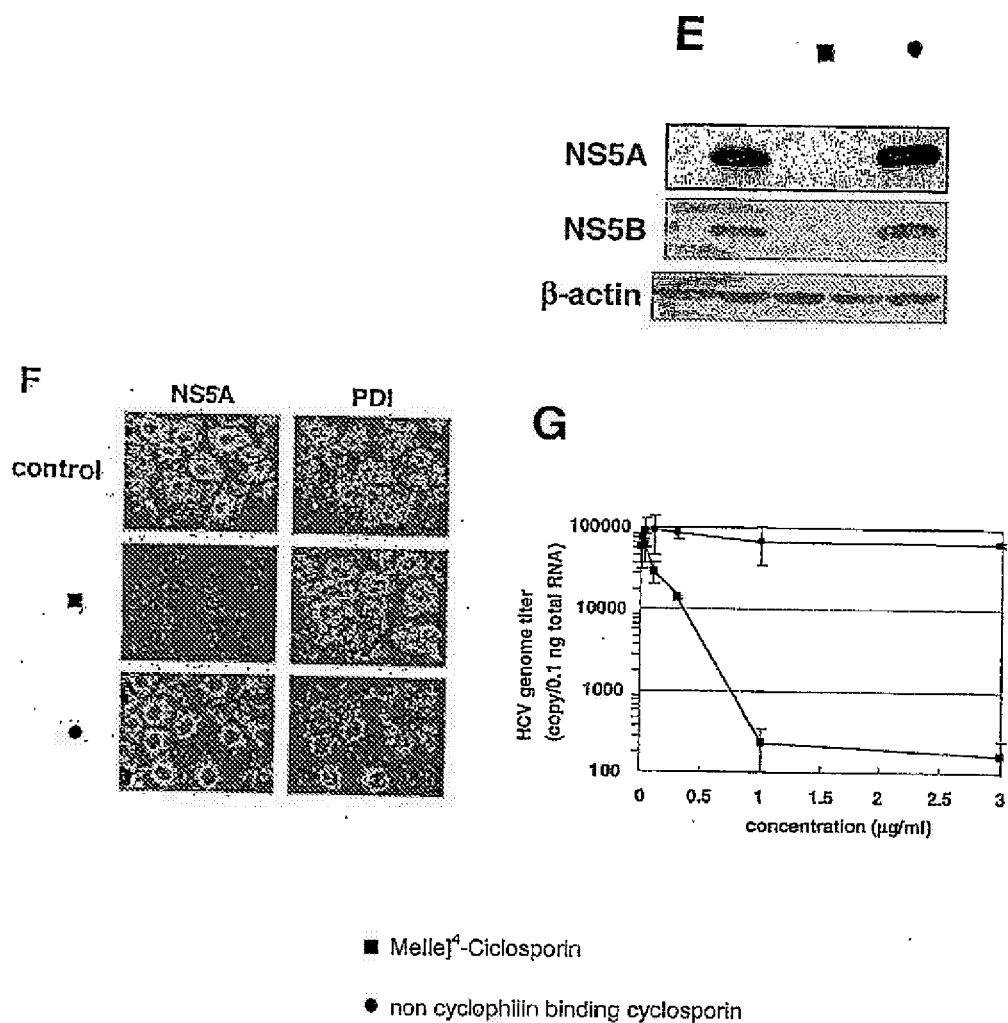 E
NS5A
NS5B
β-actin
F
NS5A
PDI
control
G
HCV genome titer
(copy/0.1 ng total RNA)
100000
10000
1000
100
0 0.5 1 1.5 2 2.5 3
concentration (µg/ml)
MeIle]⁴-Ciclosporin
non cyclophilin binding cyclosporin